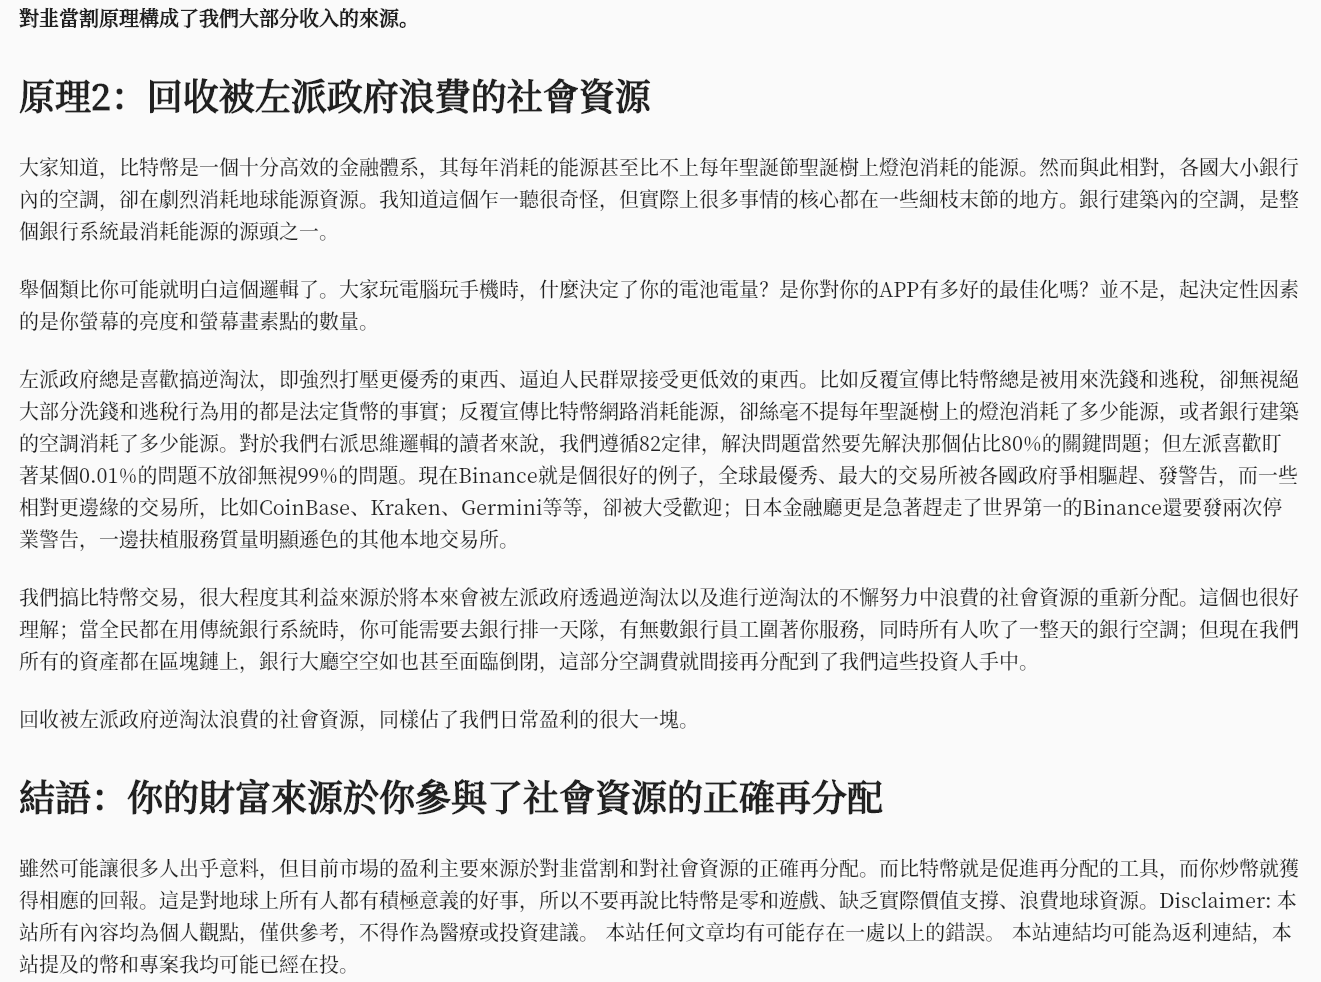 對韭當割原理構成了我們大部分收入的來源。
原理2：回收被左派政府浪費的社會資源
大家知道，比特幣是一個十分高效的金融體系，其每年消耗的能源甚至比不上每年聖誕節聖誕樹上燈泡消耗的能源。然而與此相對，各國大小銀行
內的空調，卻在劇烈消耗地球能源資源。我知道這個乍一聽很奇怪，但實際上很多事情的核心都在一些細枝末節的地方。銀行建築內的空調，是整
個銀行系統最消耗能源的源頭之一。
舉個類比你可能就明白這個邏輯了。大家玩電腦玩手機時，什麼決定了你的電池電量？是你對你的APP有多好的最佳化嗎？並不是，起決定性因素
的是你螢幕的亮度和螢幕畫素點的數量。
左派政府總是喜歡搞逆淘汰，即強烈打壓更優秀的東西、逼迫人民群眾接受更低效的東西。比如反覆宣傳比特幣總是被用來洗錢和逃稅，卻無視絕
大部分洗錢和逃稅行為用的都是法定貨幣的事實；反覆宣傳比特幣網路消耗能源，卻絲毫不提每年聖誕樹上的燈泡消耗了多少能源，或者銀行建築
的空調消耗了多少能源。對於我們右派思維邏輯的讀者來說，我們遵循82定律，解決問題當然要先解決那個佔比80%的關鍵問題；但左派喜歡盯
著某個0.01%的問題不放卻無視99%的問題。現在Binance就是個很好的例子，全球最優秀、最大的交易所被各國政府爭相驅趕、發警告，而一些
相對更邊緣的交易所，比如CoinBase、Kraken、Germini等等，卻被大受歡迎；日本金融廳更是急著趕走了世界第一的Binance還要發兩次停
業警告，一邊扶植服務質量明顯遜色的其他本地交易所。
我們搞比特幣交易，很大程度其利益來源於將本來會被左派政府透過逆淘汰以及進行逆淘汰的不懈努力中浪費的社會資源的重新分配。這個也很好
理解；當全民都在用傳統銀行系統時，你可能需要去銀行排一天隊，有無數銀行員工圍著你服務，同時所有人吹了一整天的銀行空調；但現在我們
所有的資產都在區塊鏈上，銀行大廳空空如也甚至面臨倒閉，這部分空調費就間接再分配到了我們這些投資人手中。
回收被左派政府逆淘汰浪費的社會資源，同樣佔了我們日常盈利的很大一塊。
結語：你的財富來源於你參與了社會資源的正確再分配
雖然可能讓很多人出乎意料，但目前市場的盈利主要來源於對韭當割和對社會資源的正確再分配。而比特幣就是促進再分配的工具，而你炒幣就獲
得相應的回報。這是對地球上所有人都有積極意義的好事，所以不要再說比特幣是零和遊戲、缺乏實際價值支撐、浪費地球資源。Disclaimer: 本
站所有內容均為個人觀點，僅供參考，不得作為醫療或投資建議。 本站任何文章均有可能存在一處以上的錯誤。 本站連結均可能為返利連結，本
站提及的幣和專案我均可能已經在投。